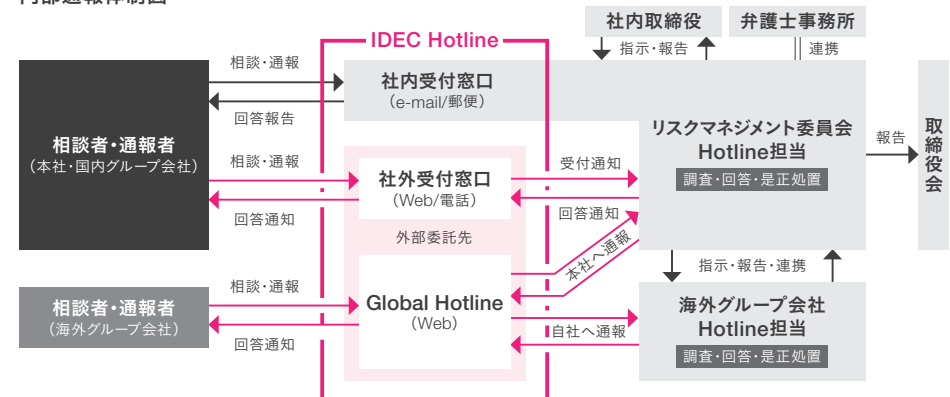 社内取締役
弁護士事務所
IDEC Hotline
指示・報告
連携
相談・通報
回答報告
社内受付窓口
（e-mail/郵便）
相談者・通報者
（本社・国内グループ会社）
リスクマネジメント委員会
Hotline担当
調査・回答・是正処置
報告
取締役会
相談・通報
回答通知
社外受付窓口
（Web/電話）
受付通知
回答通知
外部委託先
本社へ通報
指示・報告・連携
相談者・通報者
（海外グループ会社）
相談・通報
回答通知
Global Hotline
（Web）
自社へ通報
海外グループ会社
Hotline担当
調査・回答・是正処置